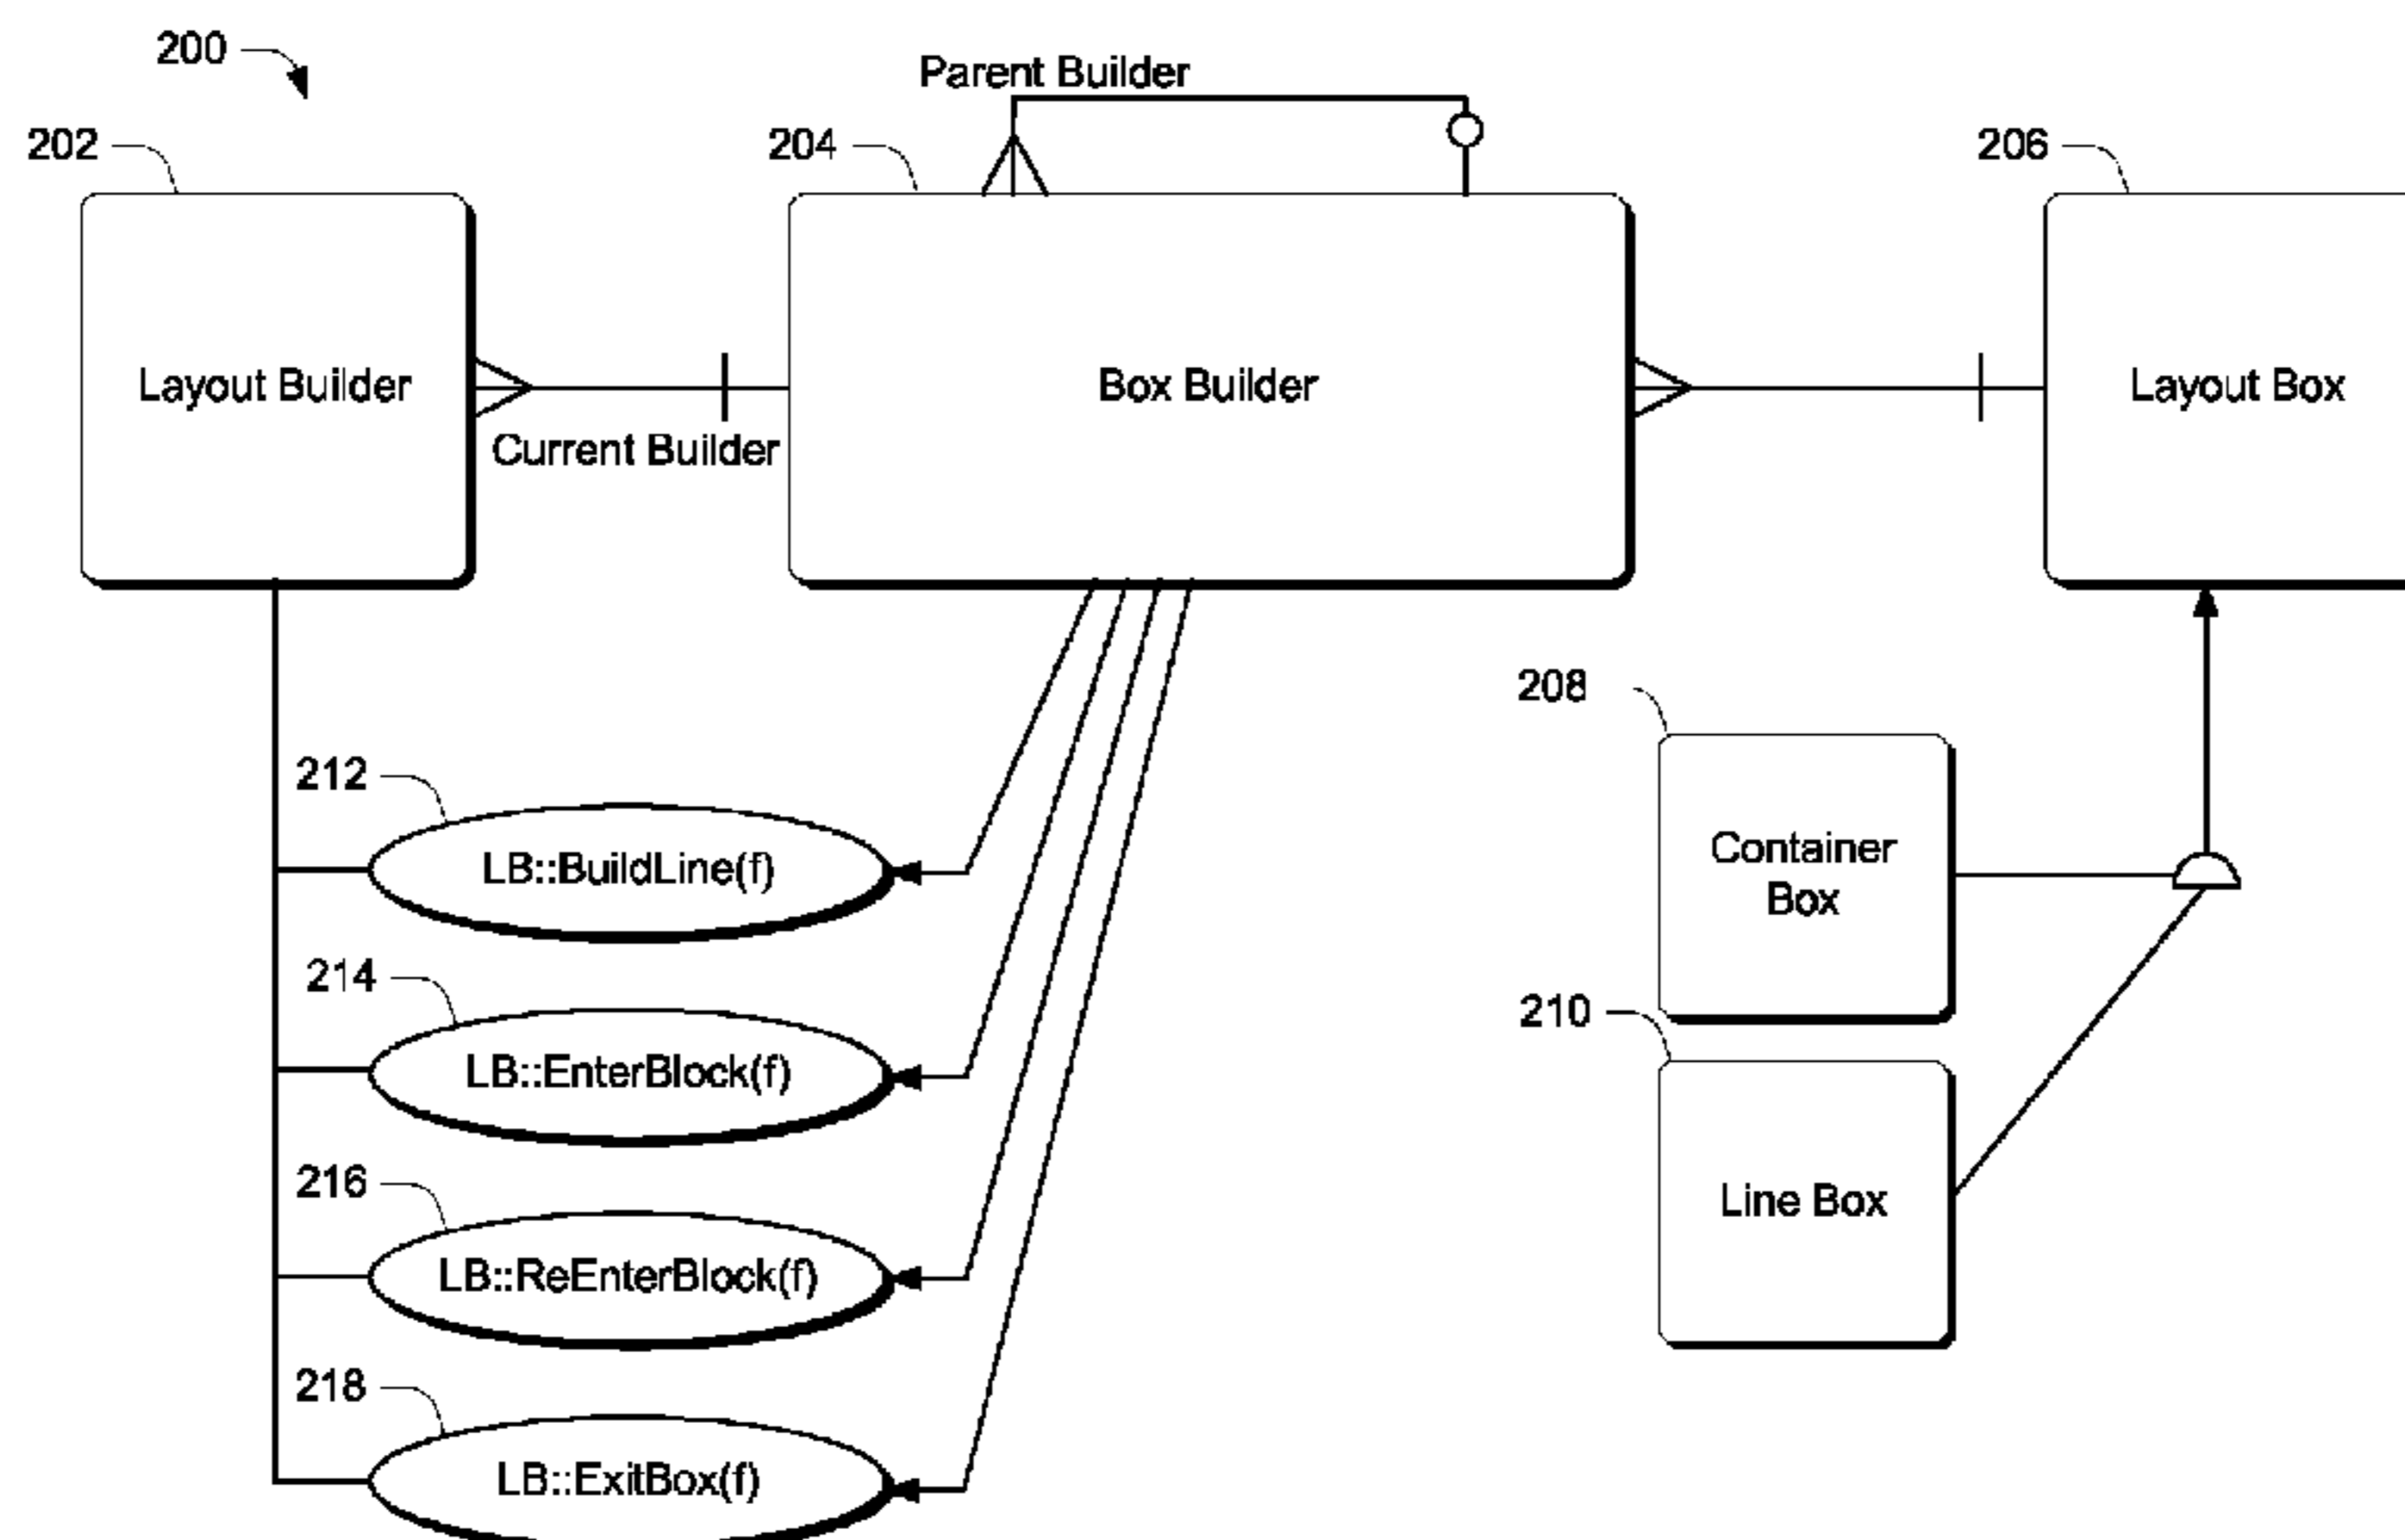 200
Parent Builder
202
204
206
Layout Builder
Box Builder
Layout Box
Current Builder
208
212
Container
Box
LB::BuildLine(f)
214
210
LB::EnterBlock(f)
216
Line Box
LB::ReEnterBlock(f)
218
LB::ExitBox(f)